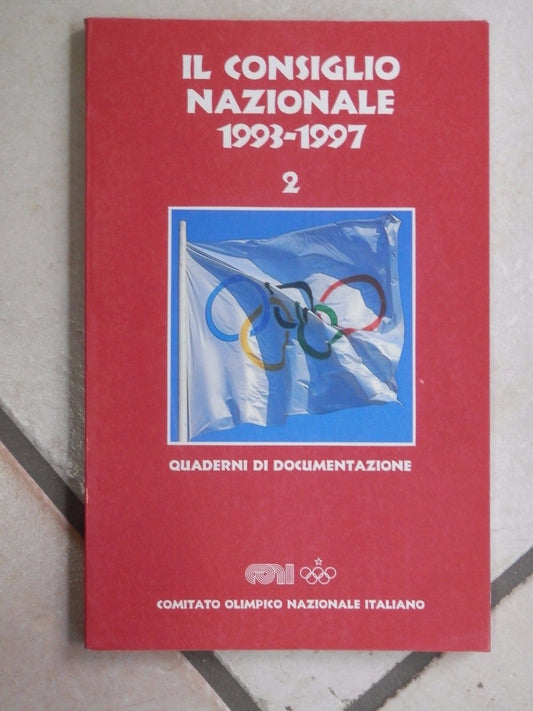 IL CONSIGLIO
NAZIONALE
1993-1997
2
QUADERNI DI DOCUMENTAZIONE
CONI
COMITATO OLIMPICO NAZIONALE ITALIANO